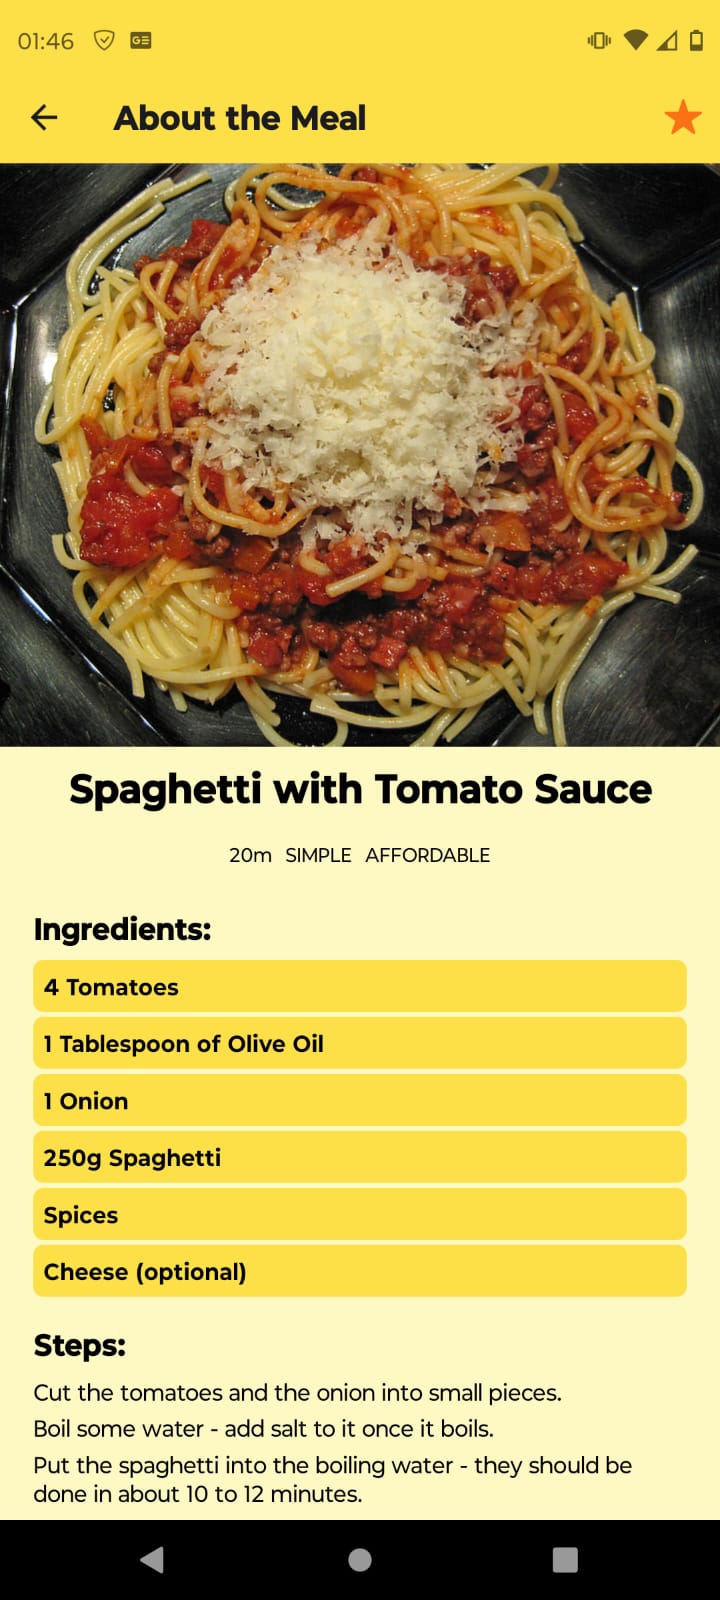 01:46
About the Meal
Spaghetti with Tomato Sauce
20m SIMPLE AFFORDABLE
Ingredients:
4 Tomatoes
1 Tablespoon of Olive Oil
1 Onion
250g Spaghetti
Spices
Cheese (optional)
Steps:
Cut the tomatoes and the onion into small pieces.
Boil some water - add salt to it once it boils.
Put the spaghetti into the boiling water - they should be
done in about 10 to 12 minutes.